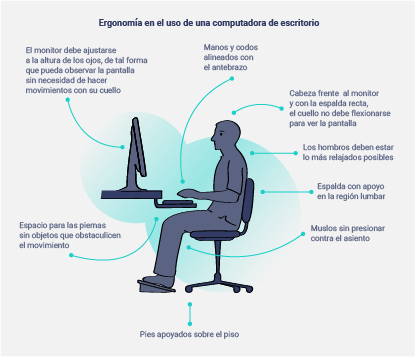 Ergonomía en el uso de una computadora de escritorio
El monitor debe ajustarse
a la altura de los ojos, de tal forma
que pueda observar la pantalla
sin necesidad de hacer
movimientos con su cuello
Manos y codos
alineados con
el antebrazo
Cabeza frente al monitor
y con la espalda recta,
el cuello no debe flexionarse
para ver la pantalla
Los hombros deben estar
lo más relajados posibles
Espalda con apoyo
en la región lumbar
Muslos sin presionar
contra el asiento
Espacio para las piernas
sin objetos que obstaculicen
el movimiento
Pies apoyados sobre el piso